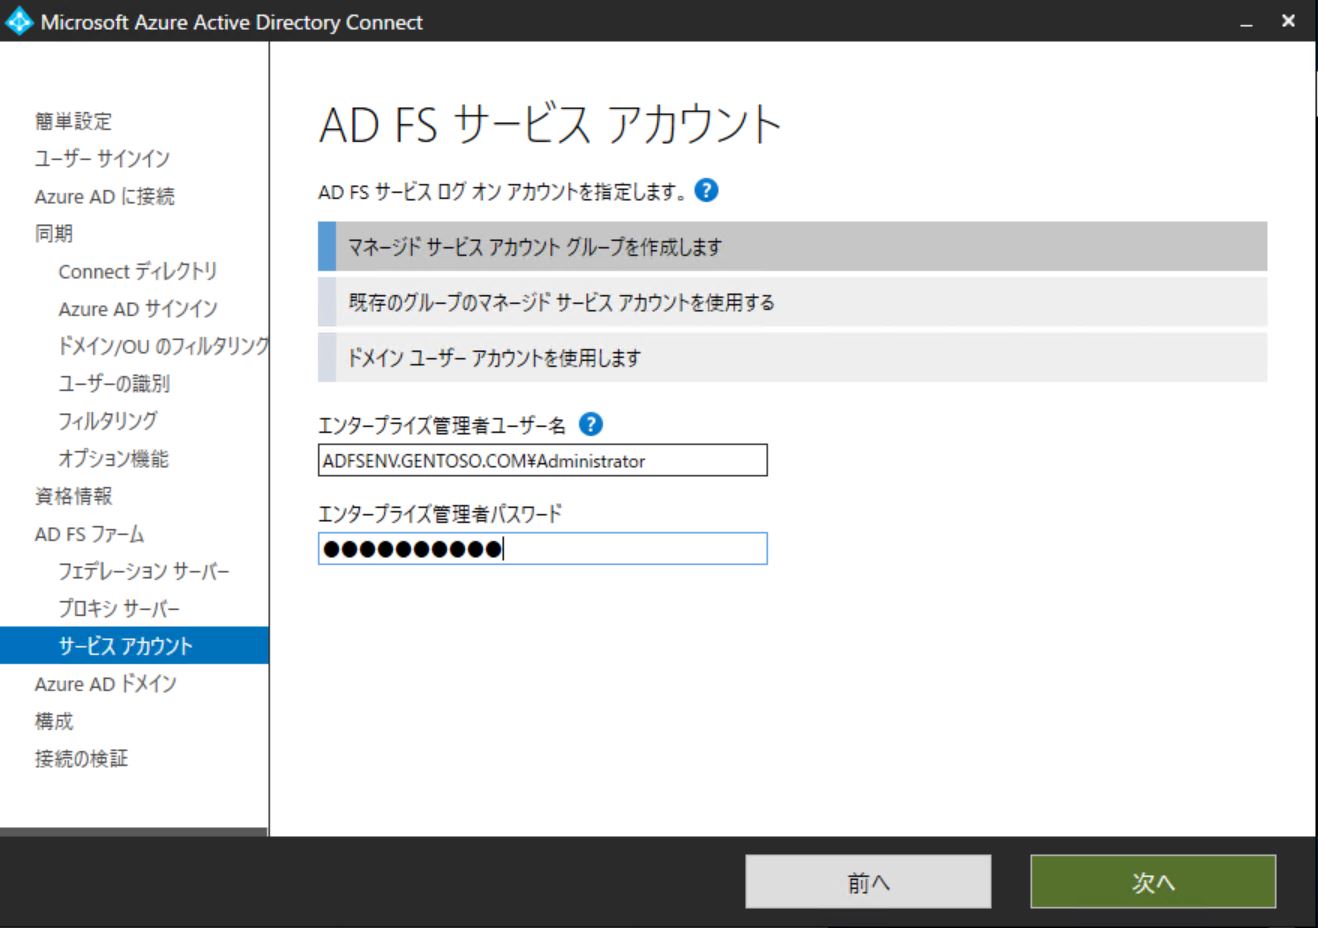 Microsoft Azure Active Directory Connect
簡単設定
ユーザー サインイン
Azure AD に接続
同期
Connect ディレクトリ
Azure AD サインイン
ドメイン/OU のフィルタリング
ユーザーの識別
フィルタリング
オプション機能
資格情報
AD FS ファーム
フェデレーション サーバー
プロキシ サーバー
サービス アカウント
Azure AD ドメイン
構成
接続の検証
AD FS サービス アカウント
AD FS サービス ログ オン アカウントを指定します。 ?
マネージド サービス アカウント グループを作成します
既存のグループのマネージド サービス アカウントを使用する
ドメイン ユーザー アカウントを使用します
エンタープライズ管理者ユーザー名 ?
ADFSENV.GENTOSO.COM¥Administrator
エンタープライズ管理者パスワード
●●●●●●●●●●
前へ
次へ